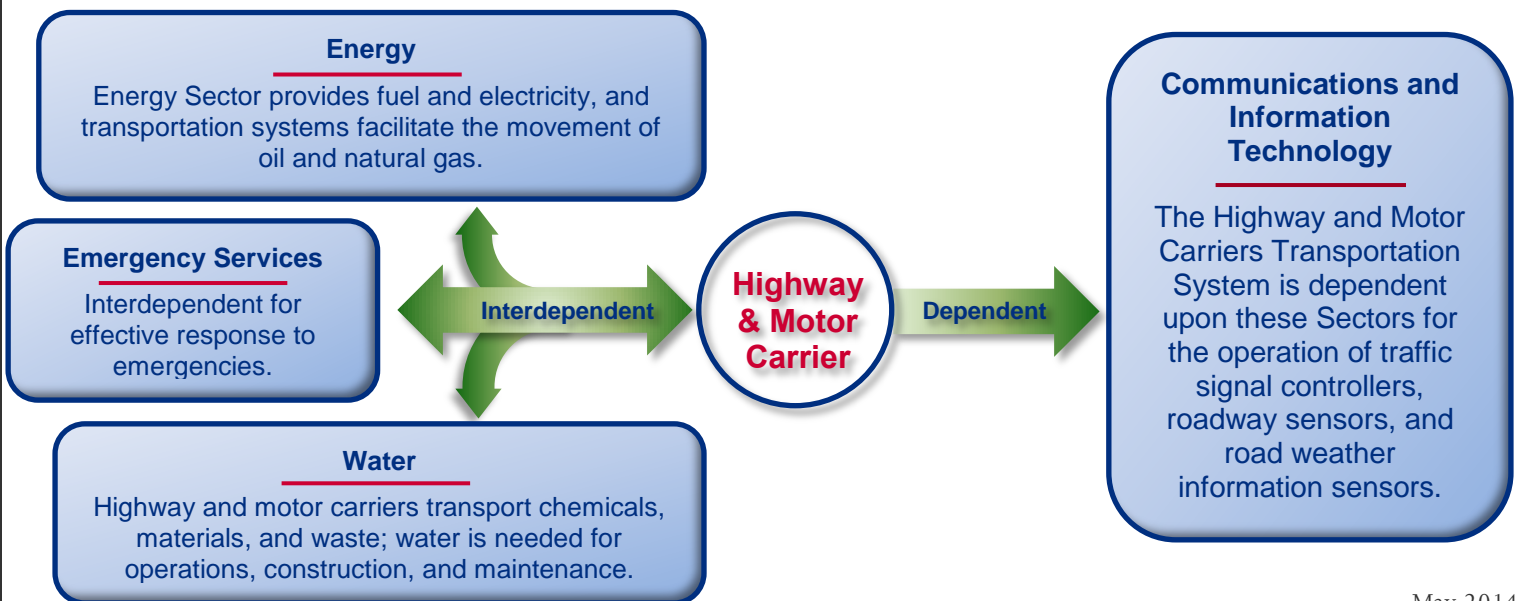 Energy
Energy Sector provides fuel and electricity, and
transportation systems facilitate the movement of
oil and natural gas.
Emergency Services
Interdependent for
effective response to
emergencies.
Water
Highway and motor carriers transport chemicals,
materials, and waste; water is needed for
operations, construction, and maintenance.
Interdependent
Highway
& Motor
Carrier
Dependent
Communications and
Information
Technology
The Highway and Motor
Carriers Transportation
System is dependent
upon these Sectors for
the operation of traffic
signal controllers,
roadway sensors, and
road weather
information sensors.
May 2014